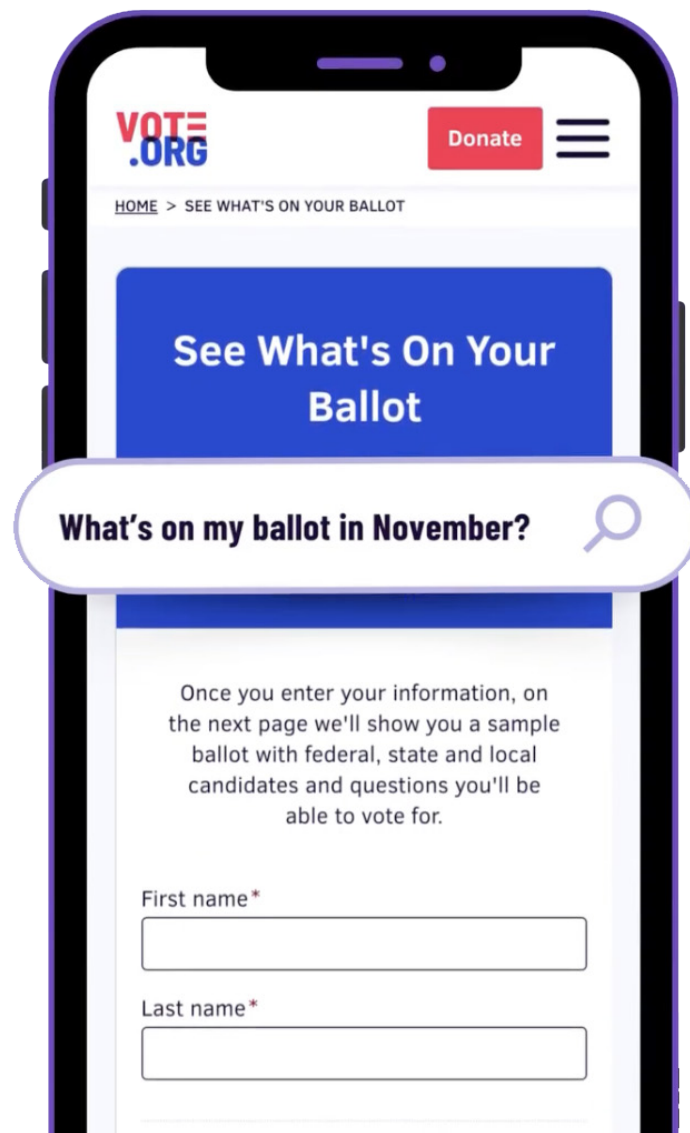 VOTE
.ORG
Donate
HOME > SEE WHAT'S ON YOUR BALLOT
See What's On Your
Ballot
What's on my ballot in November?
Once you enter your information, on
the next page we'll show you a sample
ballot with federal, state and local
candidates and questions you'll be
able to vote for.
First name*
Last name*